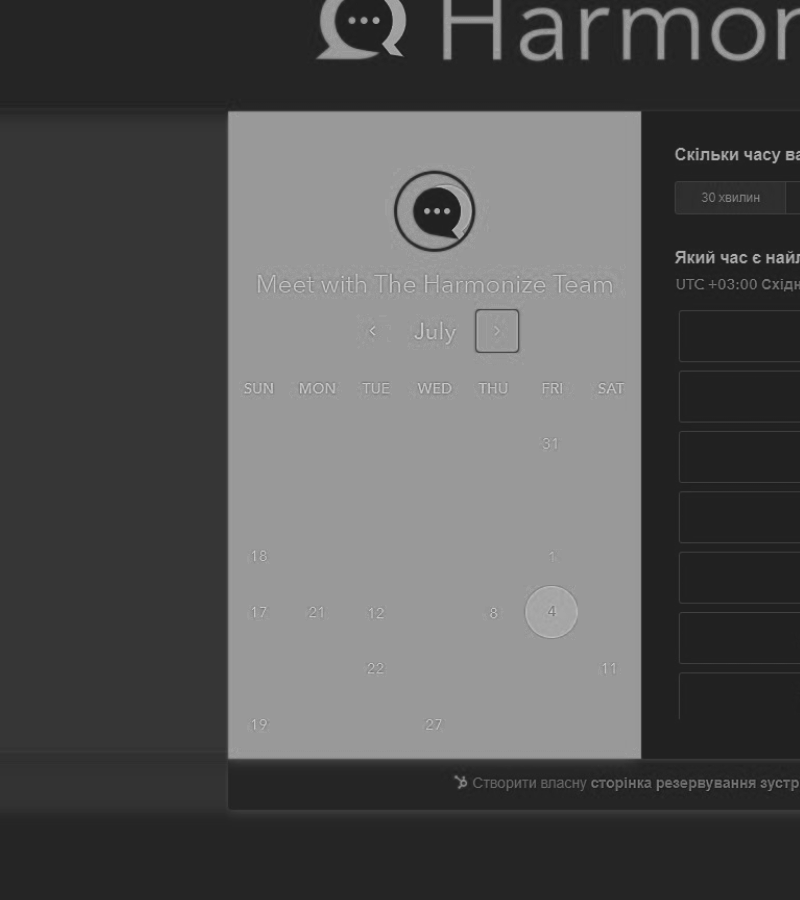 Harmon
Meet with The Harmonize Team
July
SUN MON TUE WED THU FRI SAT
31
18 1
17 21 12 8 4
22 11
19 27
Скільки часу ва
30 хвилин
Який час є найл
UTC +03:00 Східн
Створити власну сторінка резервування зустр